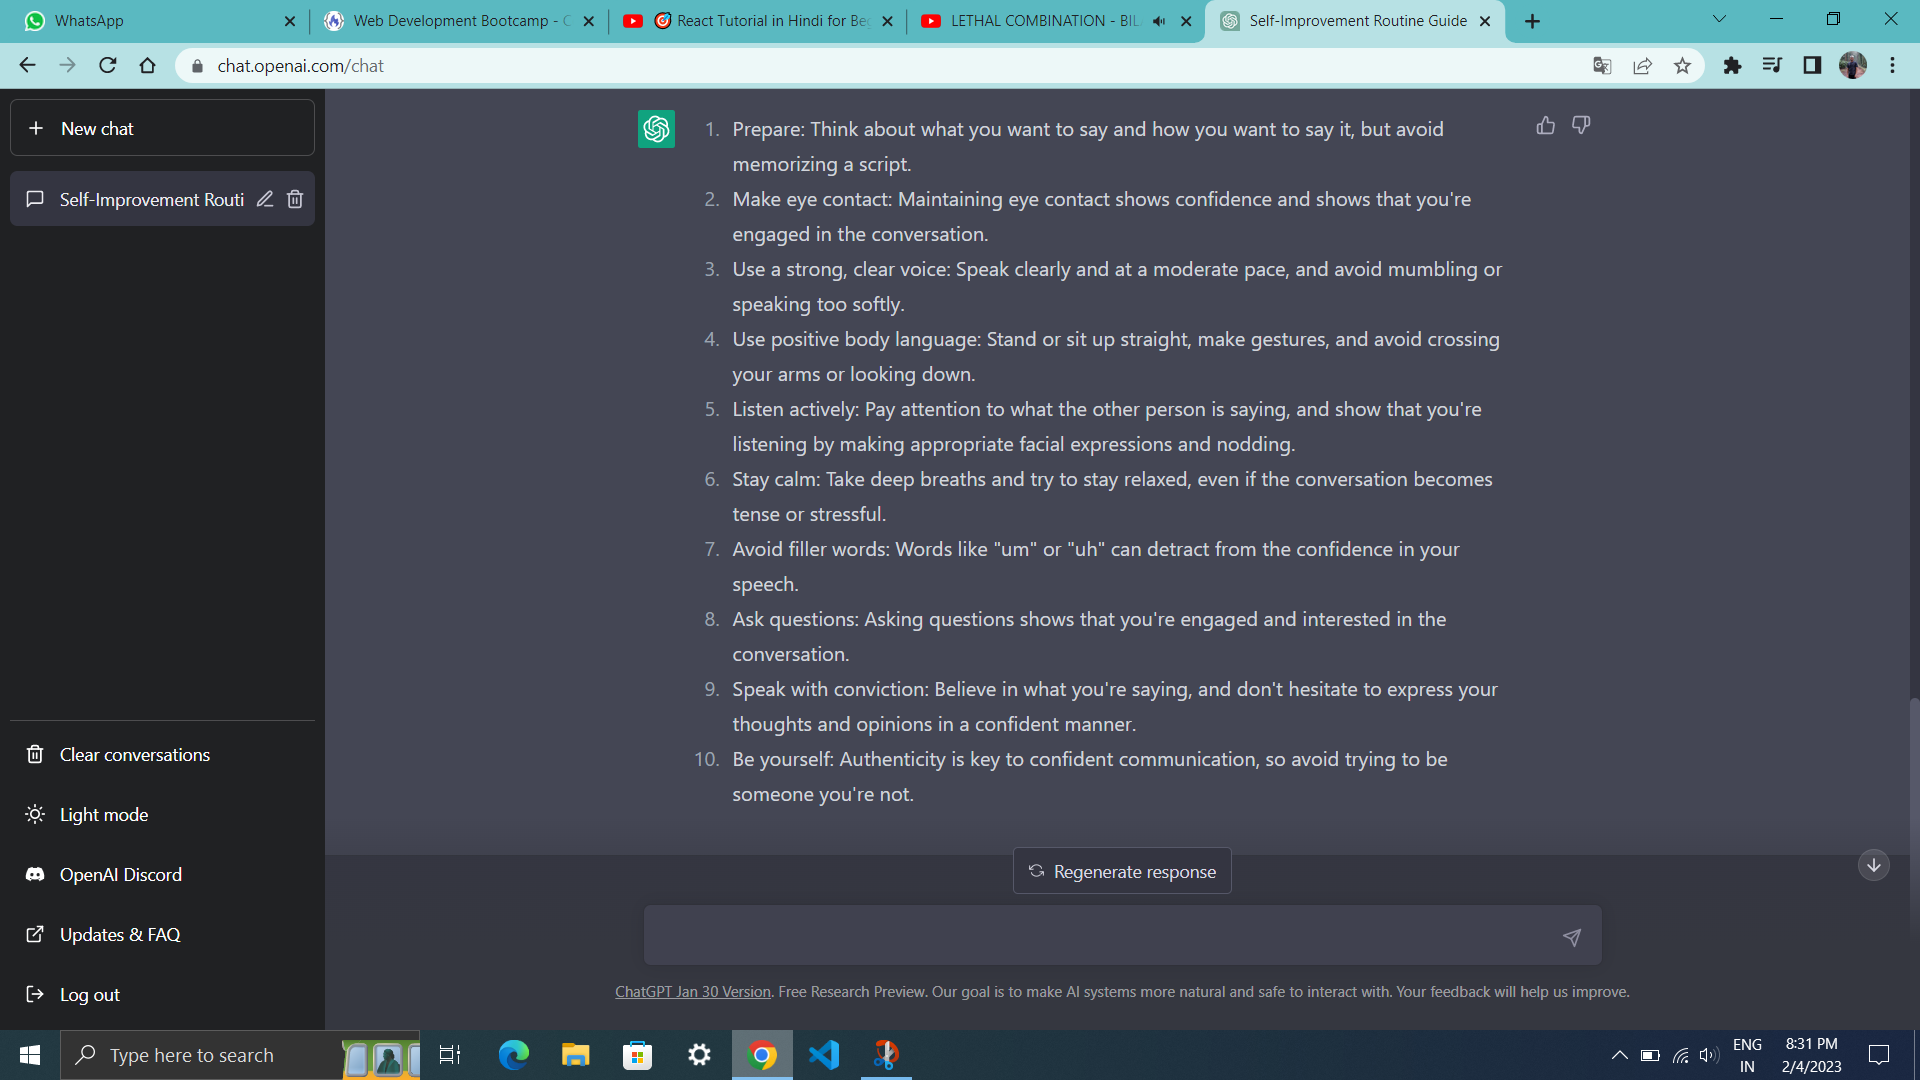 WhatsApp
Web Development Bootcamp -
React Tutorial in Hindi for
LETHAL COMBINATION -
Self-Improvement Routine Guide
chat.openai.com/chat
New chat
Self-Improvement Routi
Clear conversations
Light mode
OpenAI Discord
Updates & FAQ
Log out
1. Prepare: Think about what you want to say and how you want to say it, but avoid
memorizing a script.
2. Make eye contact: Maintaining eye contact shows confidence and shows that you're
engaged in the conversation.
3. Use a strong, clear voice: Speak clearly and at a moderate pace, and avoid mumbling or
speaking too softly.
4. Use positive body language: Stand or sit up straight, make gestures, and avoid crossing
your arms or looking down.
5. Listen actively: Pay attention to what the other person is saying, and show that you're
listening by making appropriate facial expressions and nodding.
6. Stay calm: Take deep breaths and try to stay relaxed, even if the conversation becomes
tense or stressful.
7. Avoid filler words: Words like "um" or "uh" can detract from the confidence in your
speech.
8. Ask questions: Asking questions shows that you're engaged and interested in the
conversation.
9. Speak with conviction: Believe in what you're saying, and don't hesitate to express your
thoughts and opinions in a confident manner.
10. Be yourself: Authenticity is key to confident communication, so avoid trying to be
someone you're not.
Regenerate response
ChatGPT Jan 30 Version. Free Research Preview. Our goal is to make AI systems more natural and safe to interact with. Your feedback will help us improve.
Type here to search
ENG
IN
8:31 PM
2/4/2023